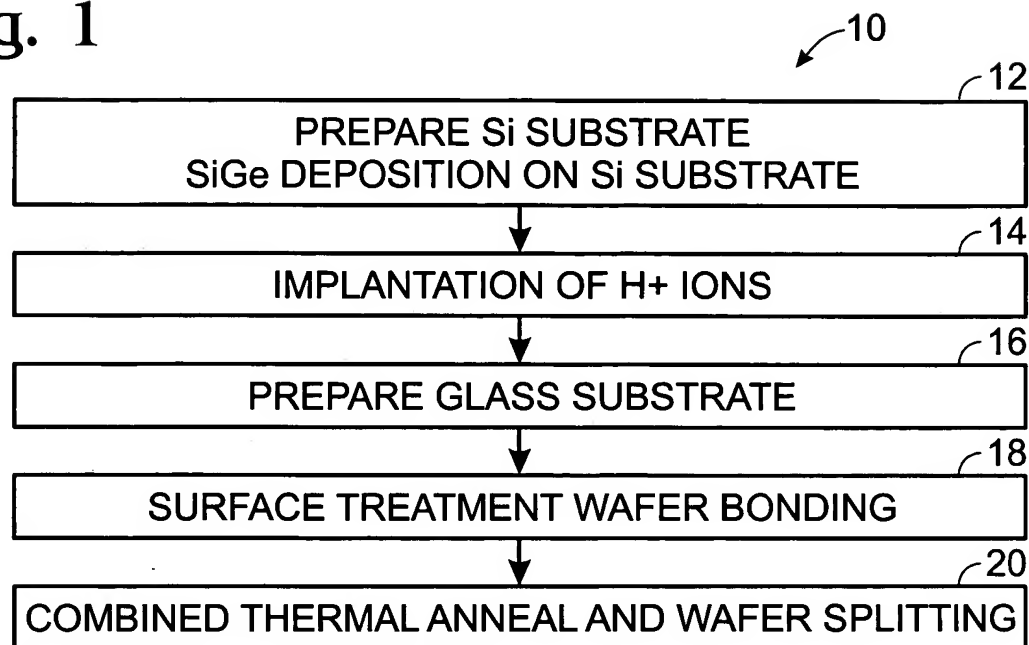 g. 1
10
12
PREPARE Si SUBSTRATE
SiGe DEPOSITION ON Si SUBSTRATE
14
IMPLANTATION OF H+ IONS
16
PREPARE GLASS SUBSTRATE
18
SURFACE TREATMENT WAFER BONDING
20
COMBINED THERMAL ANNEAL AND WAFER SPLITTING